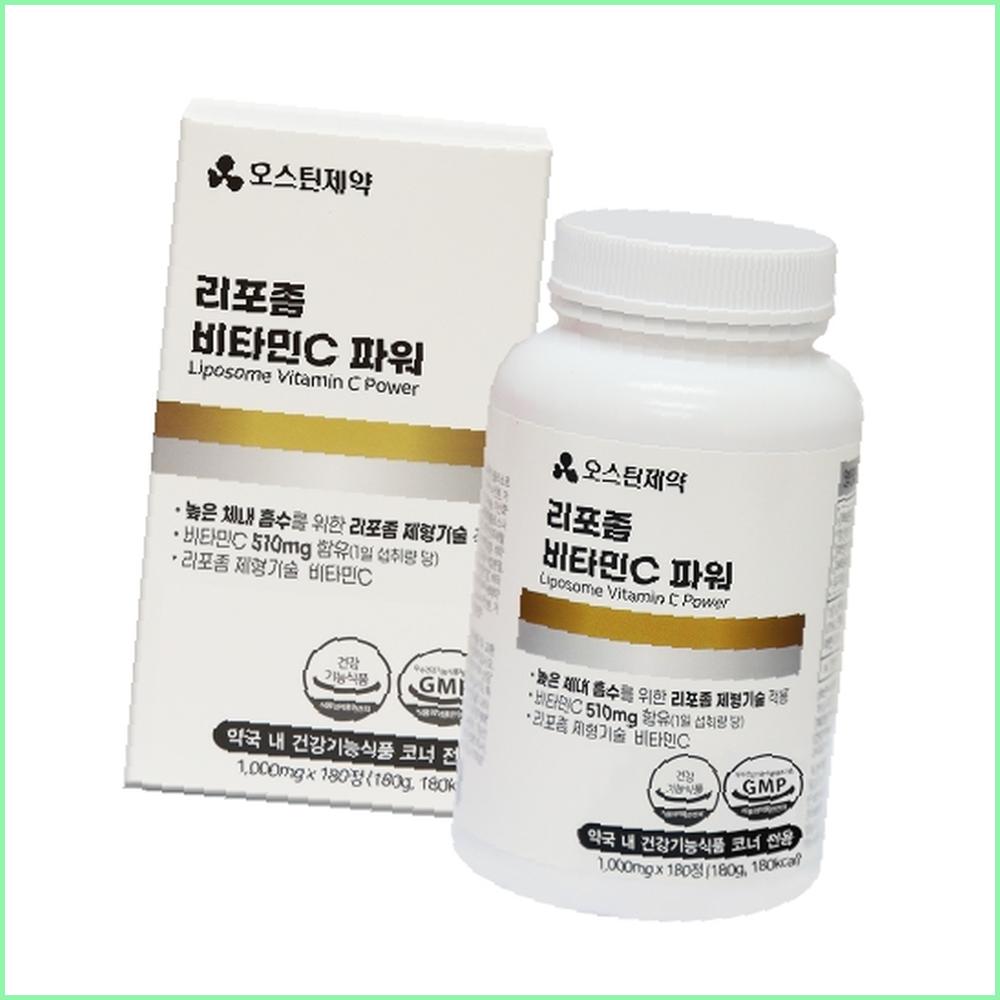 오스틴제약
리포좀
비타민C 파워
Liposome Vitamin C Power
• 높은 체내 흡수를 위한 리포좀 제형기술
• 비타민C 510mg 함유(1일 섭취량 당)
• 리포좀 제형기술 비타민C
건강
기능식품
GMP
약국 내 건강기능식품 코너 전
1,000mg x 180정 (180g, 180k
오스틴제약
리포좀
비타민C 파워
Liposome Vitamin C Power
• 높은 체내 흡수를 위한 리포좀 제형기술 적용
• 비타민C 510mg 함유(1일 섭취량 당)
• 리포좀 제형기술 비타민C
건강
기능식품
GMP
약국 내 건강기능식품 코너 전용
1,000mg x 180정 (180g, 180kcal)